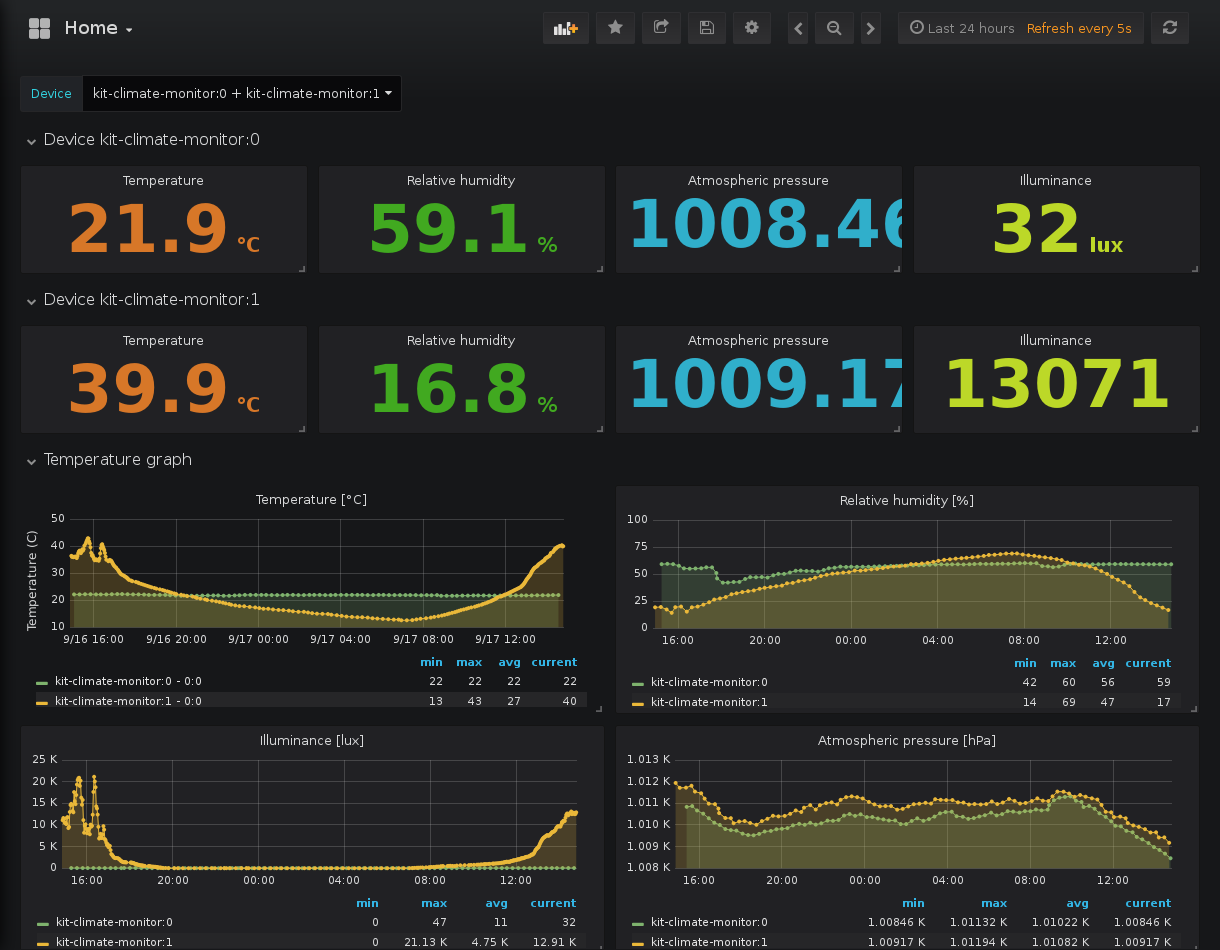 Home
Last 24 hours Refresh every 5s
Device kit-climate-monitor:0 + kit-climate-monitor:1
Device kit-climate-monitor:0
Temperature Relative humidity Atmospheric pressure Illuminance
21.9 °C 59.1 % 1008.46 32 lux
Device kit-climate-monitor:1
Temperature Relative humidity Atmospheric pressure Illuminance
39.9 °C 16.8 % 1009.17 13071
Temperature graph
Temperature [°C]
Temperature (C)
50
40
30
20
10
9/16 16:00 9/16 20:00 9/17 00:00 9/17 04:00 9/17 08:00 9/17 12:00
min max avg current
kit-climate-monitor:0 - 0:0 22 22 22 22
kit-climate-monitor:1 - 0:0 13 43 27 40
Relative humidity [%]
100
75
50
25
0
16:00 20:00 00:00 04:00 08:00 12:00
min max avg current
kit-climate-monitor:0 42 60 56 59
kit-climate-monitor:1 14 69 47 17
Illuminance [lux]
25 K
20 K
15 K
10 K
5 K
0
16:00 20:00 00:00 04:00 08:00 12:00
min max avg current
kit-climate-monitor:0 0 47 11 32
kit-climate-monitor:1 0 21.13 K 4.75 K 12.91 K
Atmospheric pressure [hPa]
1.013 K
1.012 K
1.011 K
1.010 K
1.009 K
1.008 K
16:00 20:00 00:00 04:00 08:00 12:00
min max avg current
kit-climate-monitor:0 1.00846 K 1.01132 K 1.01022 K 1.00846 K
kit-climate-monitor:1 1.00917 K 1.01194 K 1.01082 K 1.00917 K